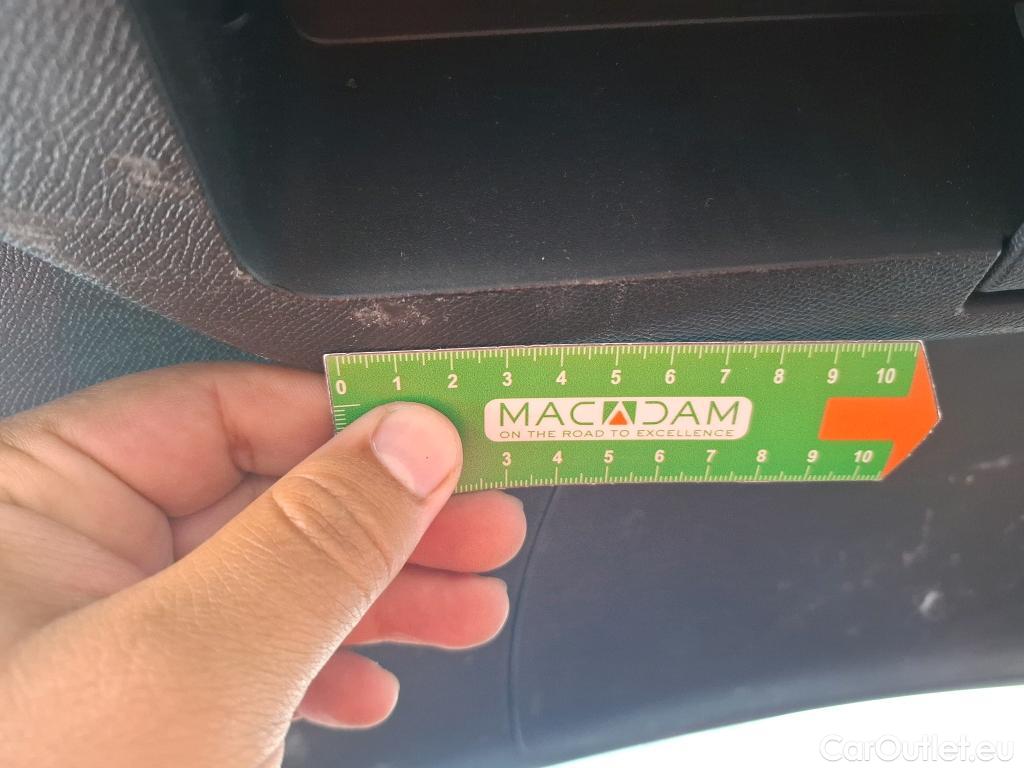 0 1 2 3 4 5 6 7 8 9 10
MACADAM
ON THE ROAD TO EXCELLENCE
3 4 5 6 7 8 9 10
CarOutlet.eu